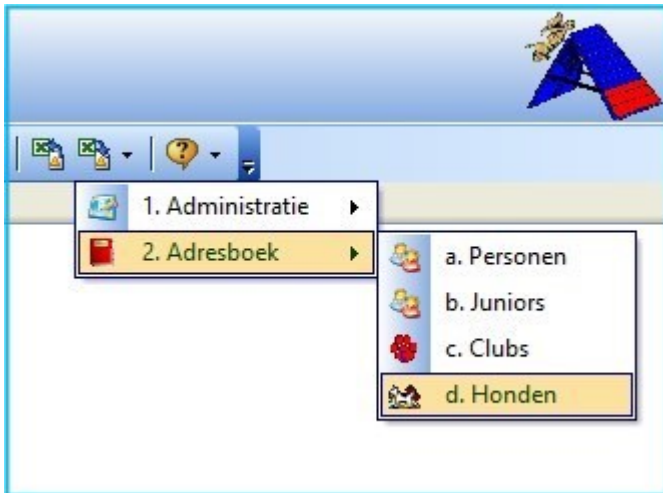 1. Administratie
2. Adresboek
a. Personen
b. Juniors
c. Clubs
d. Honden